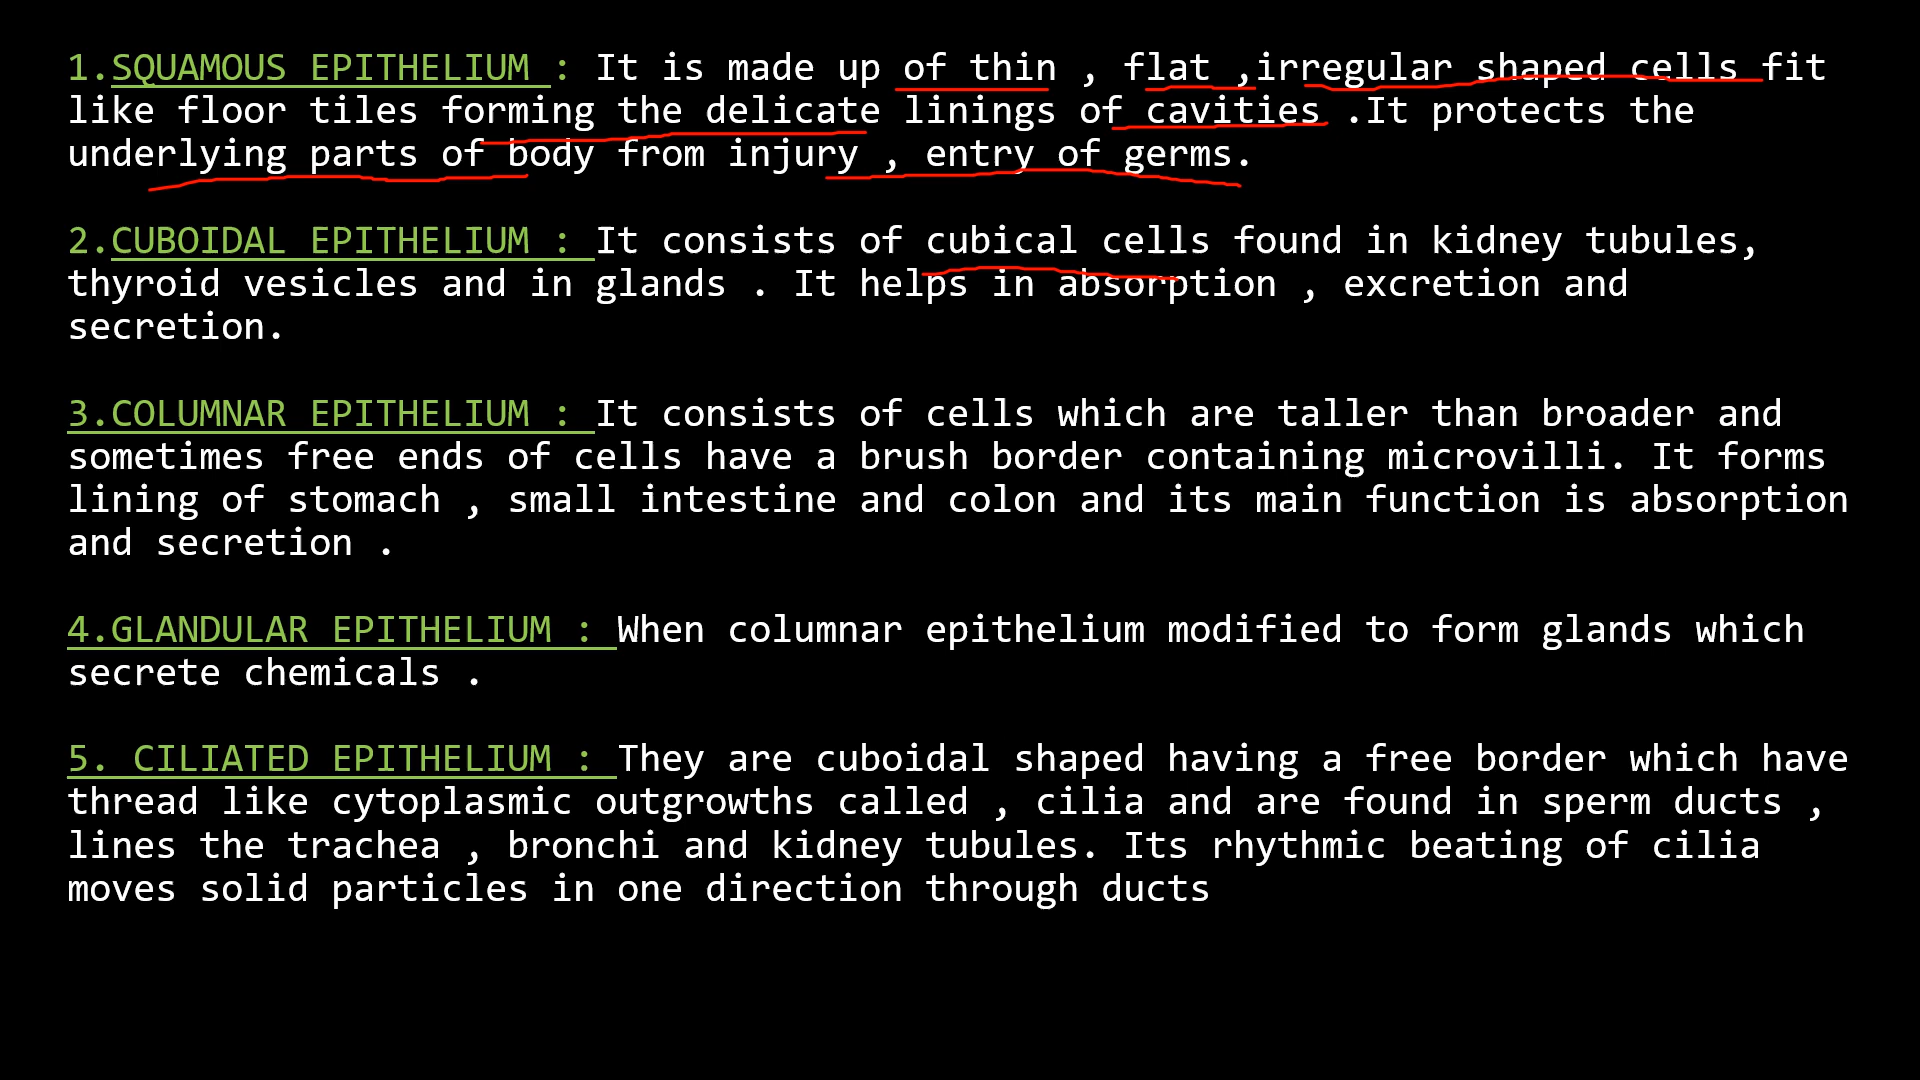 1.SQUAMOUS EPITHELIUM : It is made up of thin , flat ,irregular shaped cells fit
like floor tiles forming the delicate linings of cavities .It protects the
underlying parts of body from injury , entry of germs.
2.CUBOIDAL EPITHELIUM : It consists of cubical cells found in kidney tubules,
thyroid vesicles and in glands . It helps in absorption , excretion and
secretion.
3.COLUMNAR EPITHELIUM : It consists of cells which are taller than broader and
sometimes free ends of cells have a brush border containing microvilli. It forms
lining of stomach , small intestine and colon and its main function is absorption
and secretion .
4.GLANDULAR EPITHELIUM : When columnar epithelium modified to form glands which
secrete chemicals .
5. CILIATED EPITHELIUM : They are cuboidal shaped having a free border which have
thread like cytoplasmic outgrowths called , cilia and are found in sperm ducts ,
lines the trachea , bronchi and kidney tubules. Its rhythmic beating of cilia
moves solid particles in one direction through ducts